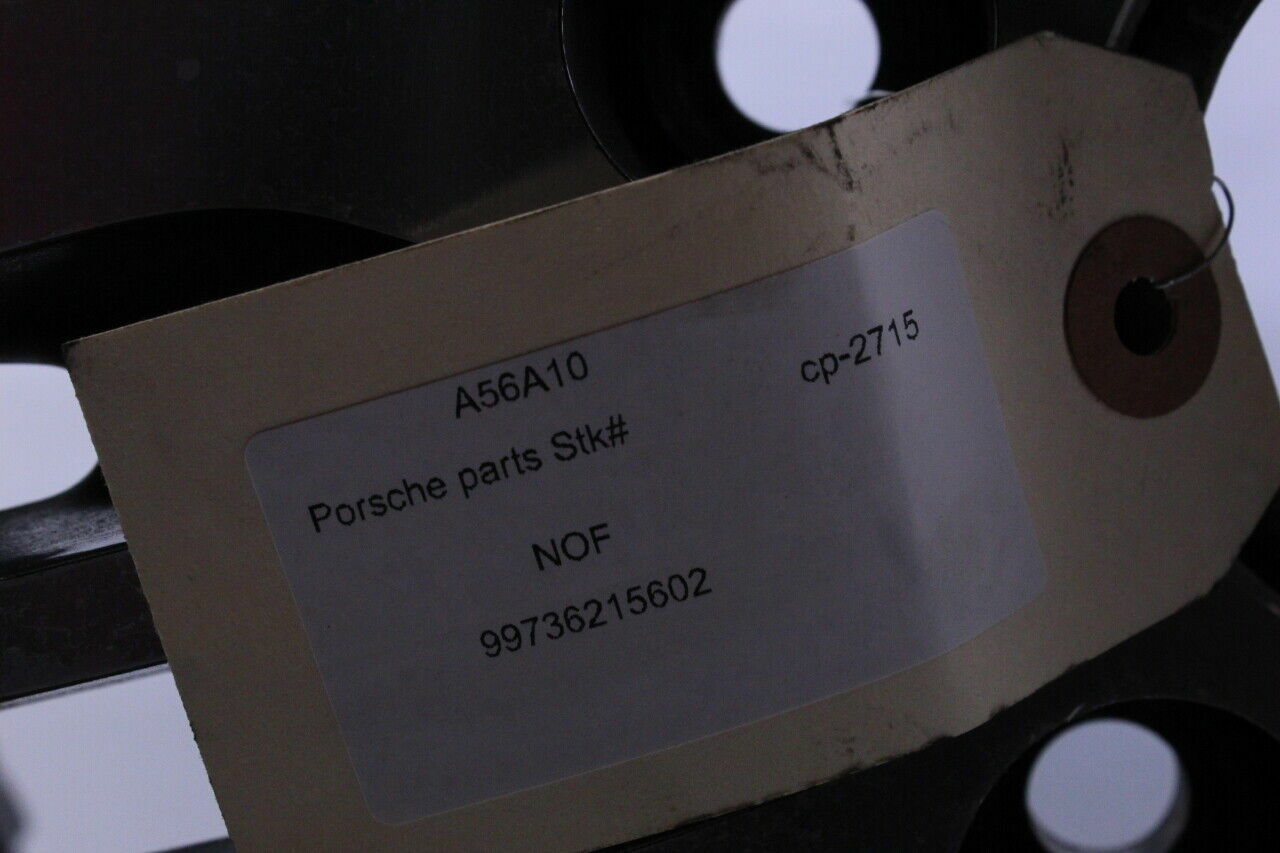 A56A10 cp-2715
Porsche parts Stk#
NOF
99736215602